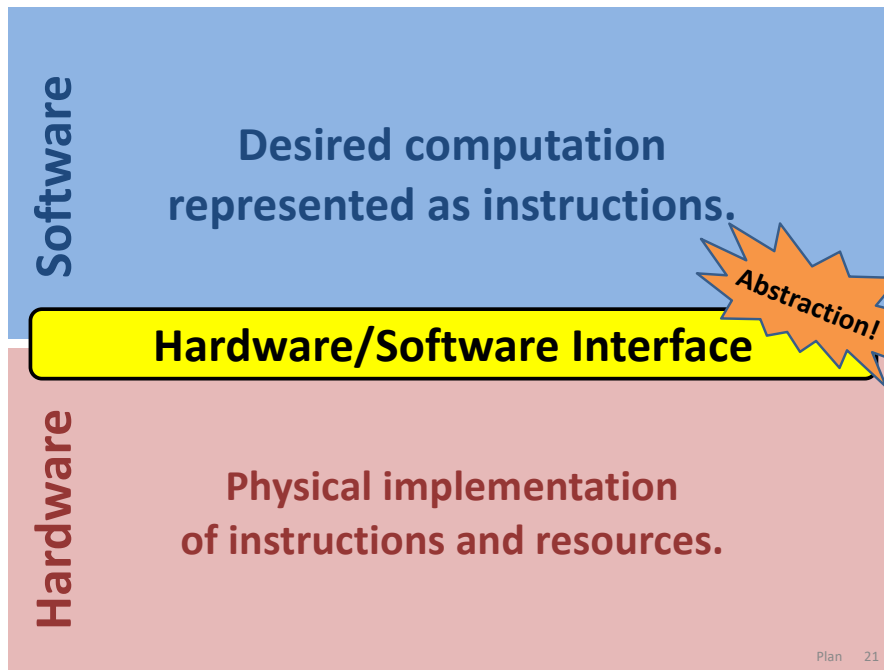 Software
Desired computation
represented as instructions.
Abstraction!
Hardware/Software Interface
Hardware
Physical implementation
of instructions and resources.
Plan 21